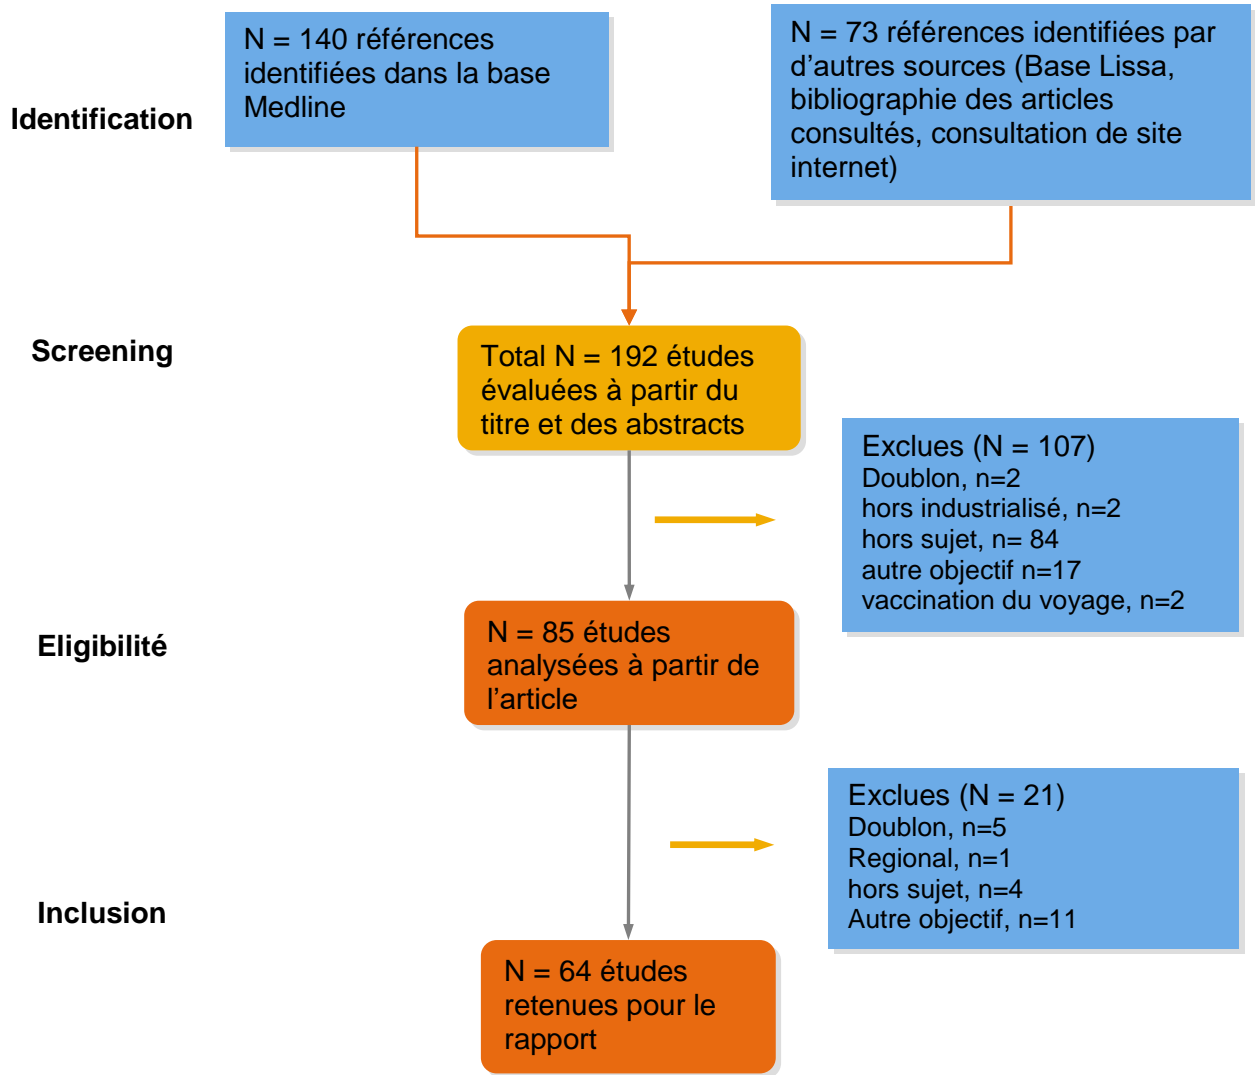 N = 140 références
identifiées dans la base
Medline
N = 73 références identifiées par
d'autres sources (Base Lissa,
bibliographie des articles
consultés, consultation de site
internet)
Identification
Screening
Total N = 192 études
évaluées à partir du
titre et des abstracts
Exclues (N = 107)
Doublon, n=2
hors industrialisé, n=2
hors sujet, n= 84
autre objectif n=17
vaccination du voyage, n=2
Eligibilité
N = 85 études
analysées à partir de
l'article
Exclues (N = 21)
Doublon, n=5
Regional, n=1
hors sujet, n=4
Autre objectif, n=11
Inclusion
N = 64 études
retenues pour le
rapport